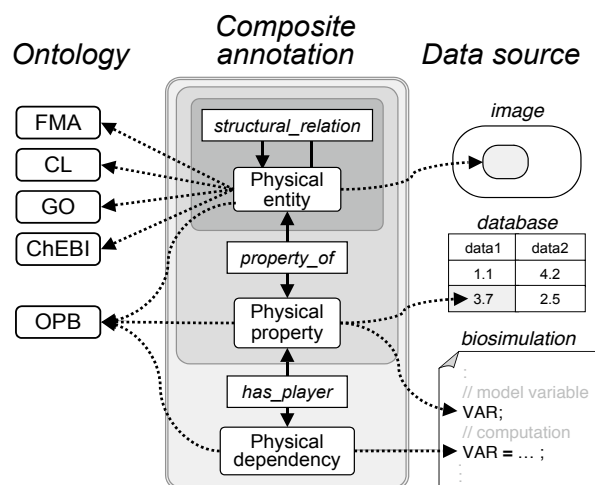 Ontology
Composite
annotation
Data source
FMA
CL
GO
ChEBI
OPB
structural_relation
Physical
entity
property_of
Physical
property
has_player
Physical
dependency
image
database
data1 data2
1.1 4.2
3.7 2.5
biosimulation
:
// model variable
VAR;
// computation
VAR = ... ;
: